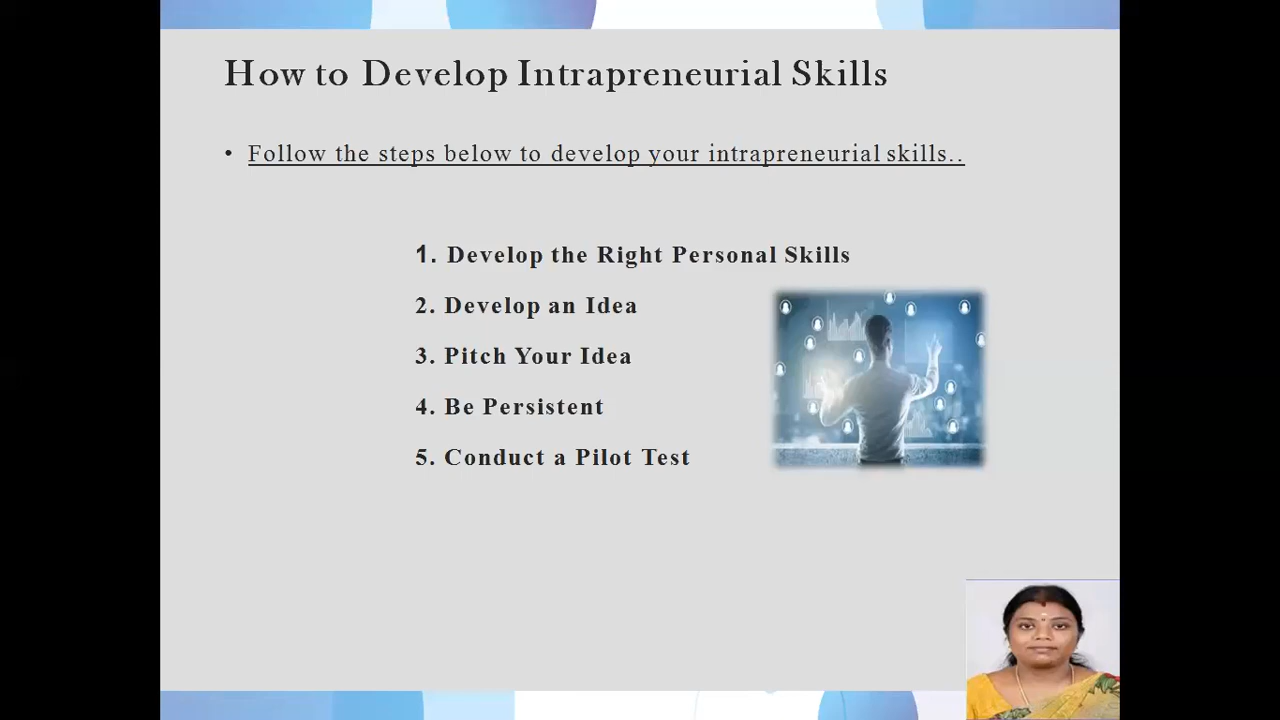 How to Develop Intrapreneurial Skills
• Follow the steps below to develop your intrapreneurial skills..
1. Develop the Right Personal Skills
2. Develop an Idea
3. Pitch Your Idea
4. Be Persistent
5. Conduct a Pilot Test